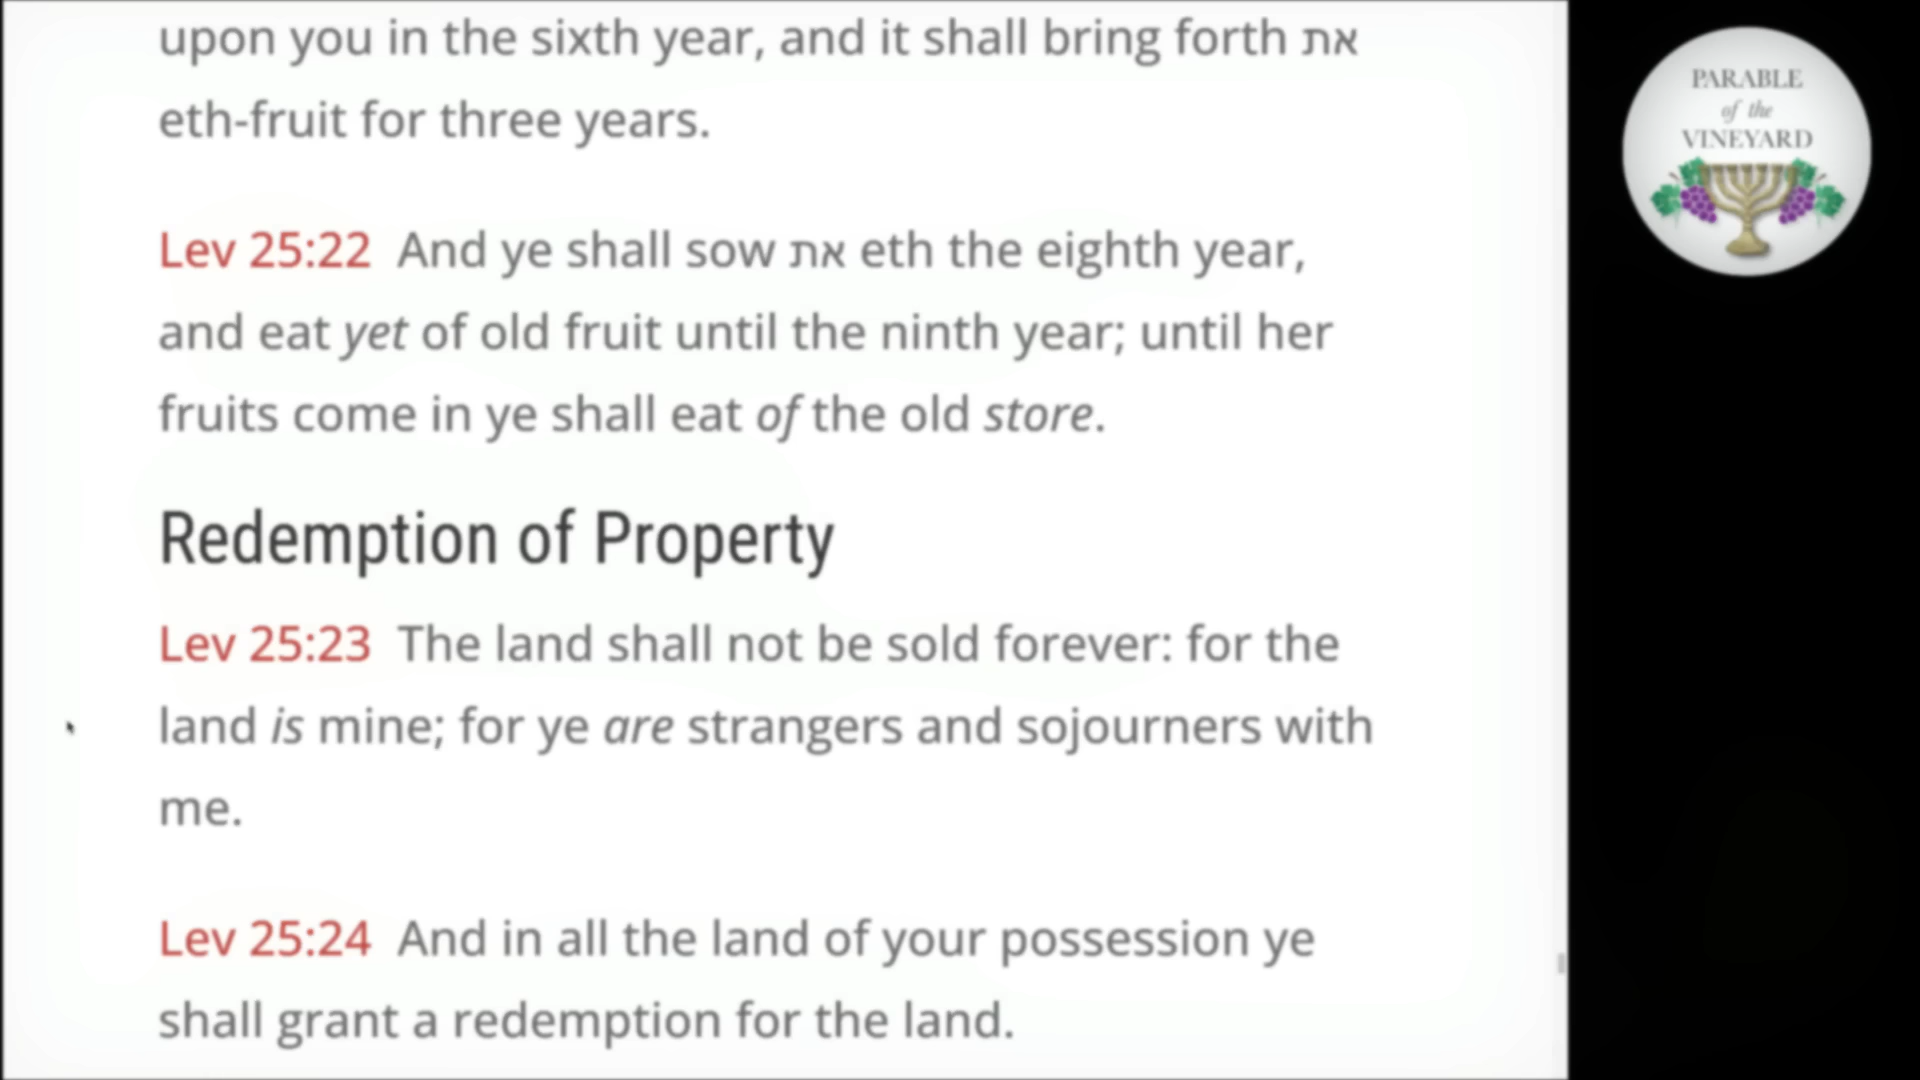 upon you in the sixth year, and it shall bring forth את
eth-fruit for three years.
Lev 25:22 And ye shall sow את eth the eighth year,
and eat yet of old fruit until the ninth year; until her
fruits come in ye shall eat of the old store.
Redemption of Property
Lev 25:23 The land shall not be sold forever: for the
land is mine; for ye are strangers and sojourners with
me.
Lev 25:24 And in all the land of your possession ye
shall grant a redemption for the land.
PARABLE
of the
VINEYARD